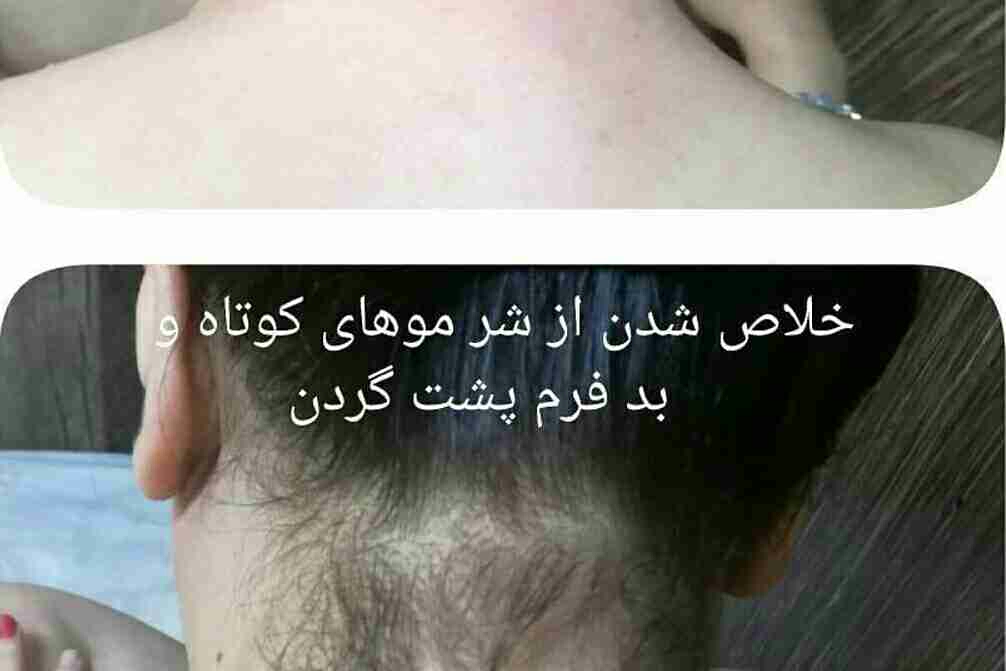 خلاص شدن از شر موهای کوتاه و
بد فرم پشت گردن